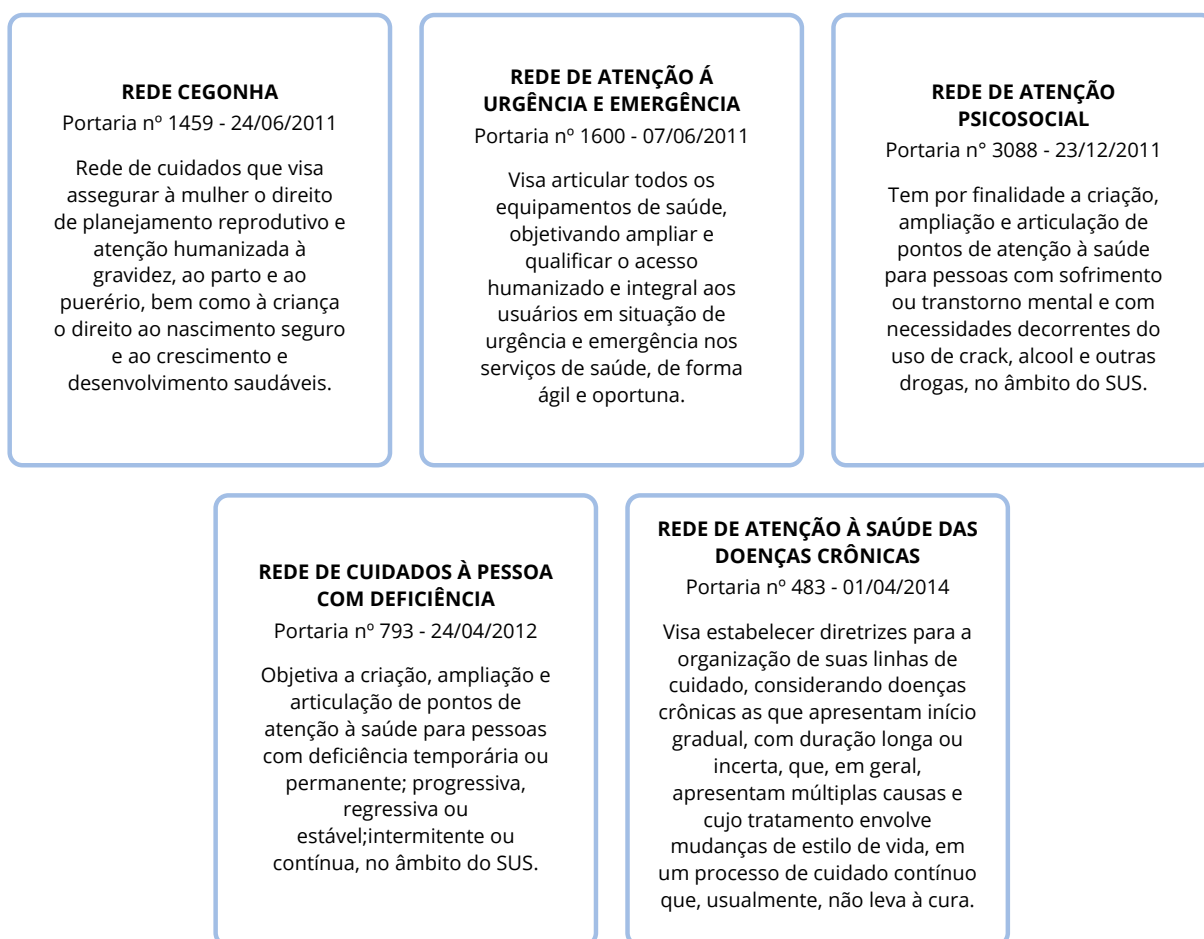 REDE CEGONHA
Portaria nº 1459 - 24/06/2011
Rede de cuidados que visa
assegurar à mulher o direito
de planejamento reprodutivo e
atenção humanizada à
gravidez, ao parto e ao
puerério, bem como à criança
o direito ao nascimento seguro
e ao crescimento e
desenvolvimento saudáveis.
REDE DE ATENÇÃO Á
URGÊNCIA E EMERGÊNCIA
Portaria nº 1600 - 07/06/2011
Visa articular todos os
equipamentos de saúde,
objetivando ampliar e
qualificar o acesso
humanizado e integral aos
usuários em situação de
urgência e emergência nos
serviços de saúde, de forma
ágil e oportuna.
REDE DE ATENÇÃO
PSICOSOCIAL
Portaria n° 3088 - 23/12/2011
Tem por finalidade a criação,
ampliação e articulação de
pontos de atenção à saúde
para pessoas com sofrimento
ou transtorno mental e com
necessidades decorrentes do
uso de crack, alcool e outras
drogas, no âmbito do SUS.
REDE DE CUIDADOS À PESSOA
COM DEFICIÊNCIA
Portaria nº 793 - 24/04/2012
Objetiva a criação, ampliação e
articulação de pontos de
atenção à saúde para pessoas
com deficiência temporária ou
permanente; progressiva,
regressiva ou
estável;intermitente ou
contínua, no âmbito do SUS.
REDE DE ATENÇÃO À SAÚDE DAS
DOENÇAS CRÔNICAS
Portaria nº 483 - 01/04/2014
Visa estabelecer diretrizes para a
organização de suas linhas de
cuidado, considerando doenças
crônicas as que apresentam início
gradual, com duração longa ou
incerta, que, em geral,
apresentam múltiplas causas e
cujo tratamento envolve
mudanças de estilo de vida, em
um processo de cuidado contínuo
que, usualmente, não leva à cura.